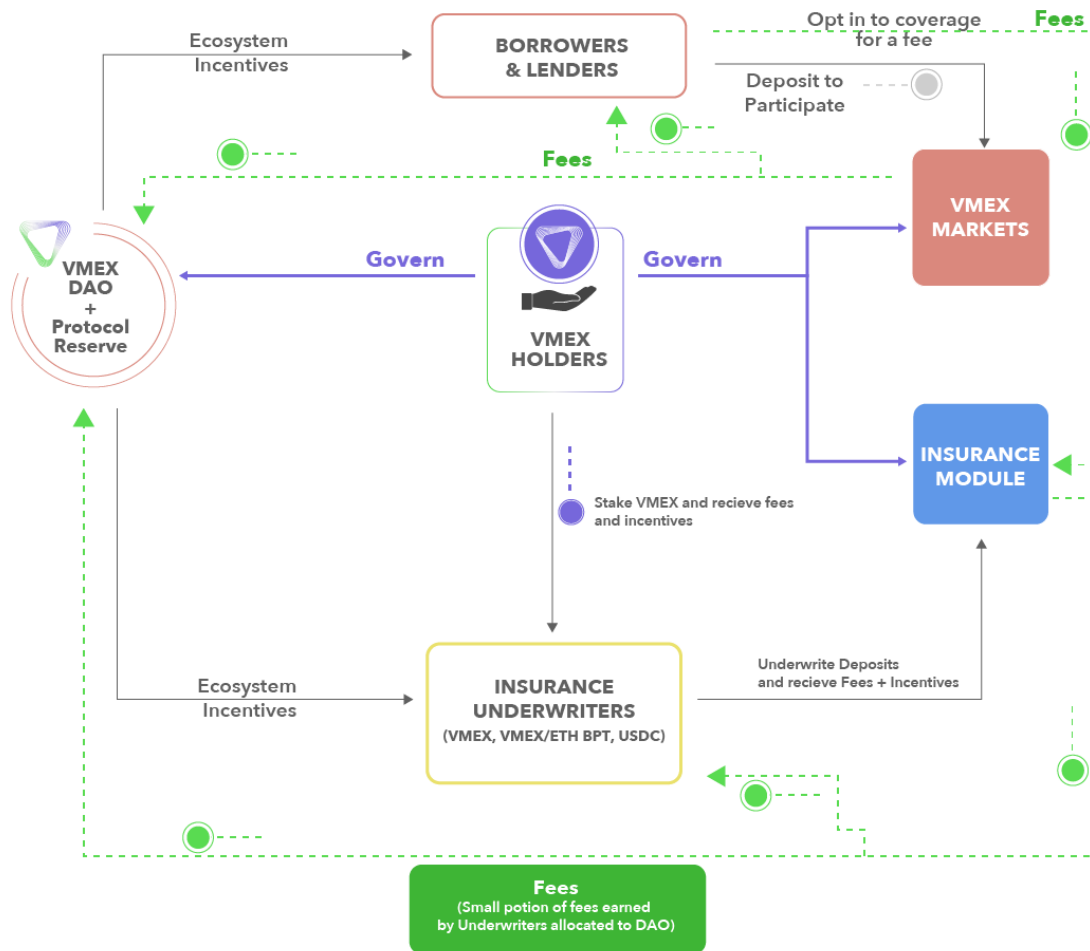 Ecosystem
Incentives
BORROWERS
& LENDERS
Opt in to coverage
for a fee
Fees
Deposit to
Participate
Fees
VMEX
MARKETS
VMEX
DAO
+
Protocol
Reserve
Govern
Govern
VMEX
HOLDERS
INSURANCE
MODULE
Stake VMEX and recieve fees
and incentives
Ecosystem
Incentives
INSURANCE
UNDERWRITERS
(VMEX, VMEX/ETH BPT, USDC)
Underwrite Deposits
and recieve Fees + Incentives
Fees
(Small potion of fees earned
by Underwriters allocated to DAO)